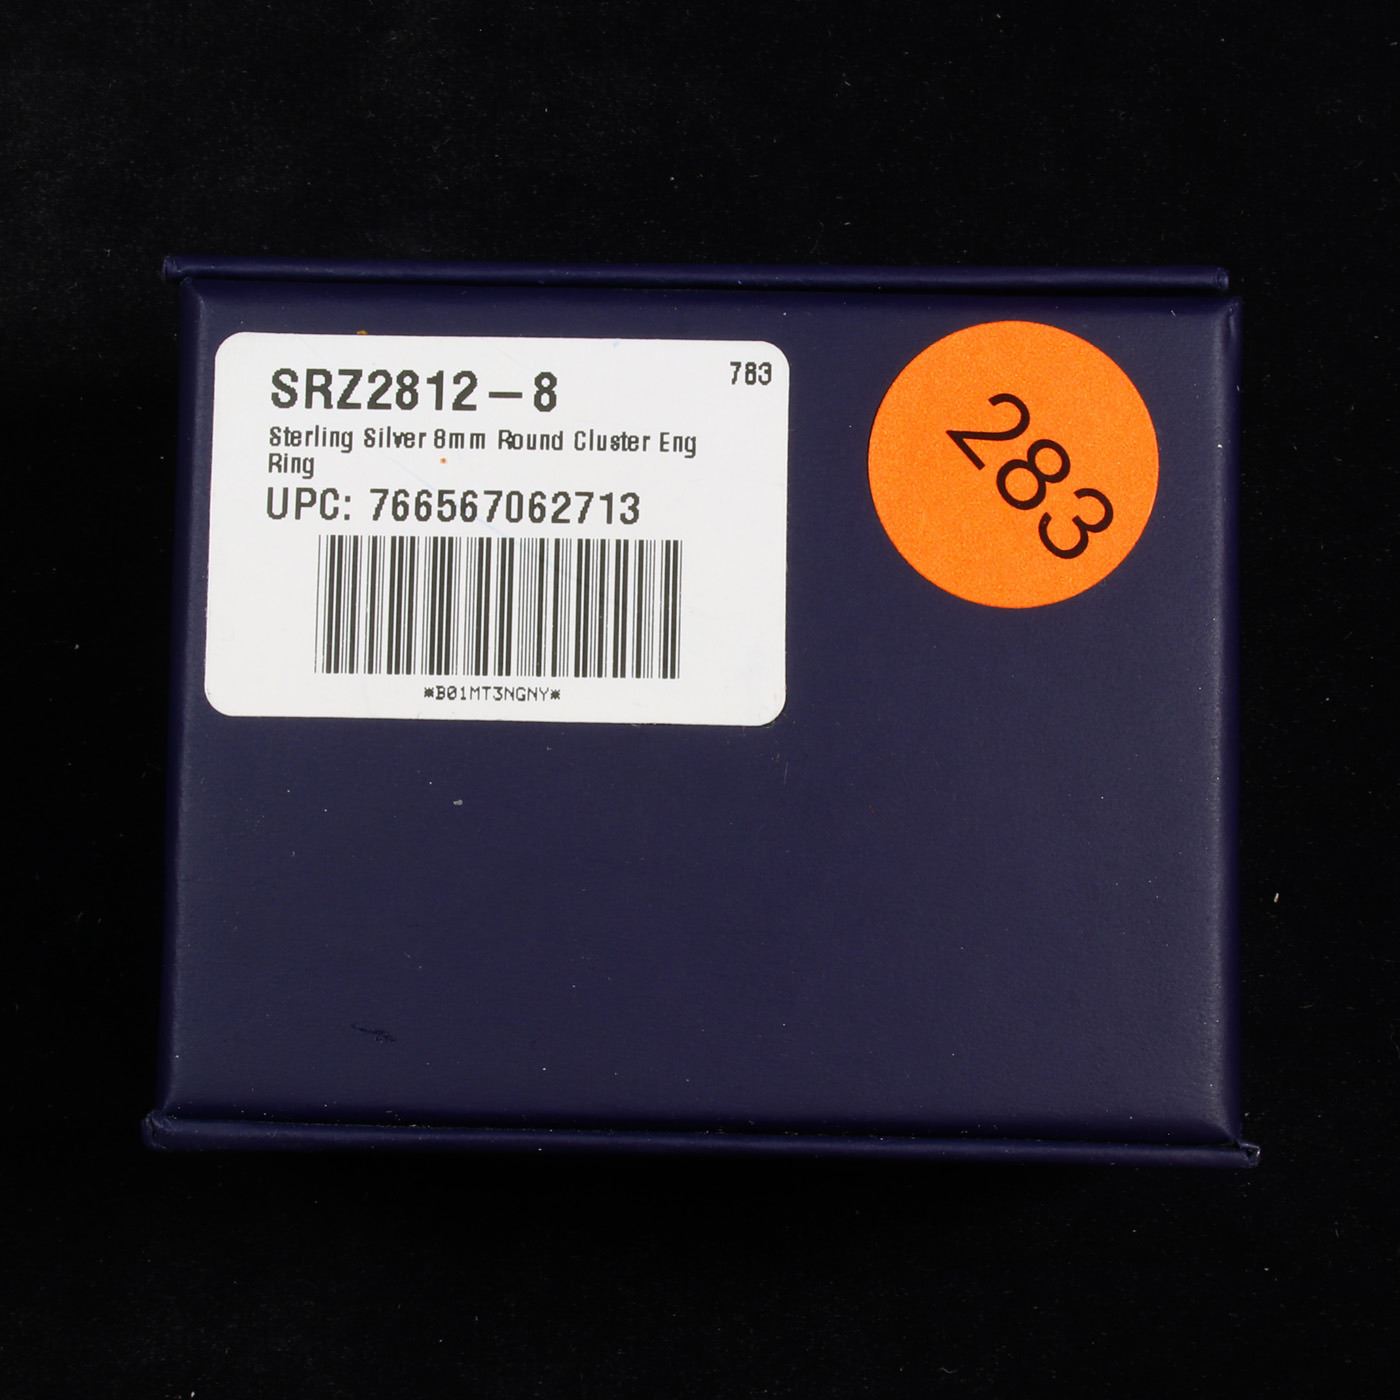 SRZ2812-8
783
Sterling Silver 8mm Round Cluster Eng
Ring
UPC: 766567062713
*B01MT3NGNY*
283